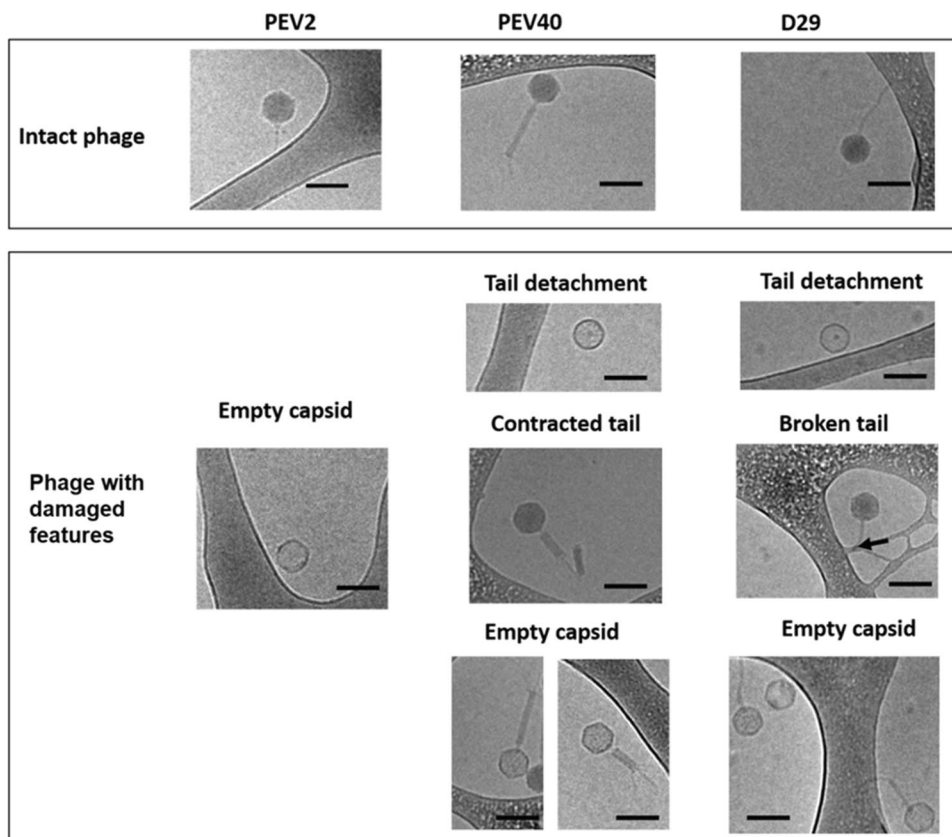 PEV2 PEV40 D29
Intact phage
Tail detachment Tail detachment
Empty capsid
Contracted tail Broken tail
Phage with
damaged
features
Empty capsid Empty capsid